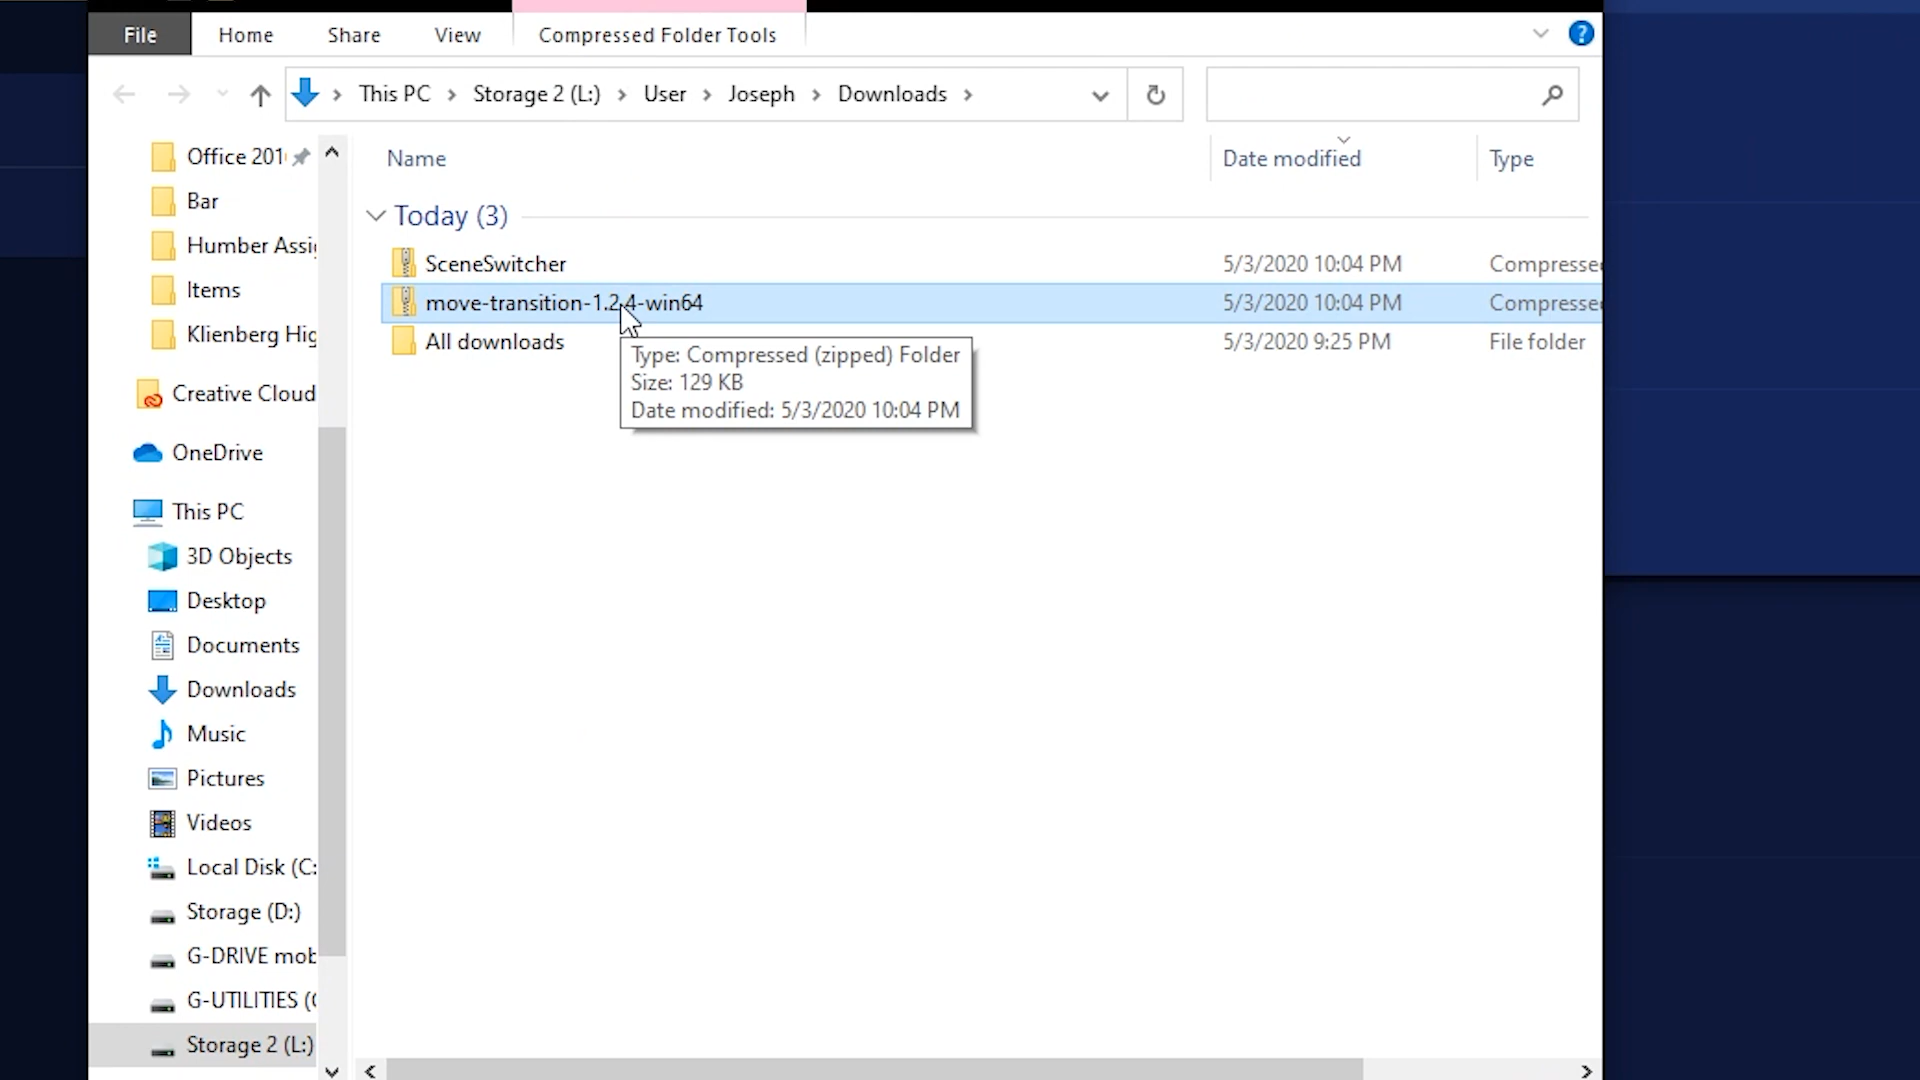 File Home Share View Compressed Folder Tools
This PC Storage 2 (L:) User Joseph Downloads
Name Date modified Type
Today (3)
SceneSwitcher 5/3/2020 10:04 PM Compresse
move-transition-1.2.4-win64 5/3/2020 10:04 PM Compresse
All downloads 5/3/2020 9:25 PM File folder
Type: Compressed (zipped) Folder
Size: 129 KB
Date modified: 5/3/2020 10:04 PM
Office 201
Bar
Humber Assig
Items
Klienberg Hig
Creative Cloud
OneDrive
This PC
3D Objects
Desktop
Documents
Downloads
Music
Pictures
Videos
Local Disk (C:
Storage (D:)
G-DRIVE mob
G-UTILITIES (
Storage 2 (L:)